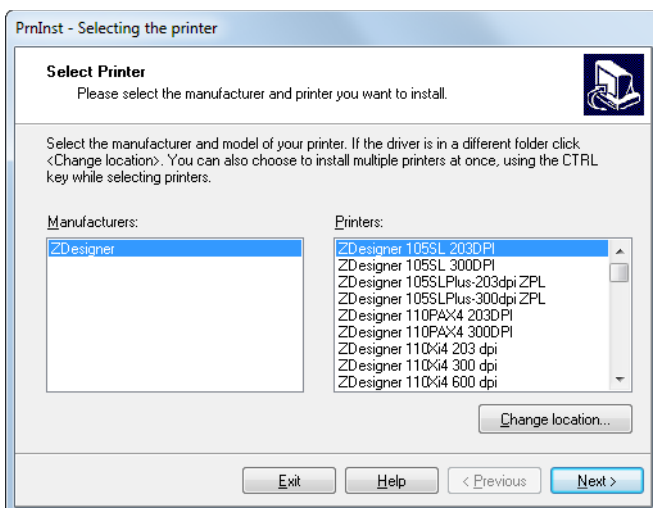 PrnInst - Selecting the printer
Select Printer
Please select the manufacturer and printer you want to install.
Select the manufacturer and model of your printer. If the driver is in a different folder click
<Change location>. You can also choose to install multiple printers at once, using the CTRL
key while selecting printers.
Manufacturers:
ZDesigner
Printers:
ZDesigner 105SL 203DPI
ZDesigner 105SL 300DPI
ZDesigner 105SLPlus-203dpi ZPL
ZDesigner 105SLPlus-300dpi ZPL
ZDesigner 110PAX4 203DPI
ZDesigner 110PAX4 300DPI
ZDesigner 110Xi4 203 dpi
ZDesigner 110Xi4 300 dpi
ZDesigner 110Xi4 600 dpi
Change location...
Exit
Help
< Previous
Next >